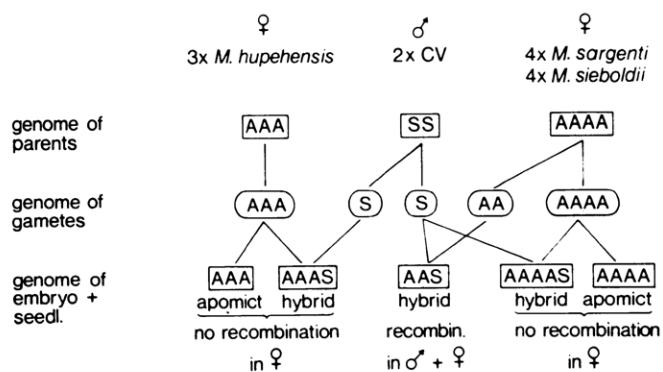 ♀ ♂ ♀
3x M. hupehensis 2x CV 4x M. sargenti
4x M. sieboldii
genome of parents AAA SS AAAA
genome of gametes AAA S S AA AAAA
genome of embryo + seedl. AAA AAAS AAS AAAAS AAAA
apomict hybrid hybrid hybrid apomict
no recombination recombin. no recombination
in ♀ in ♂ + ♀ in ♀